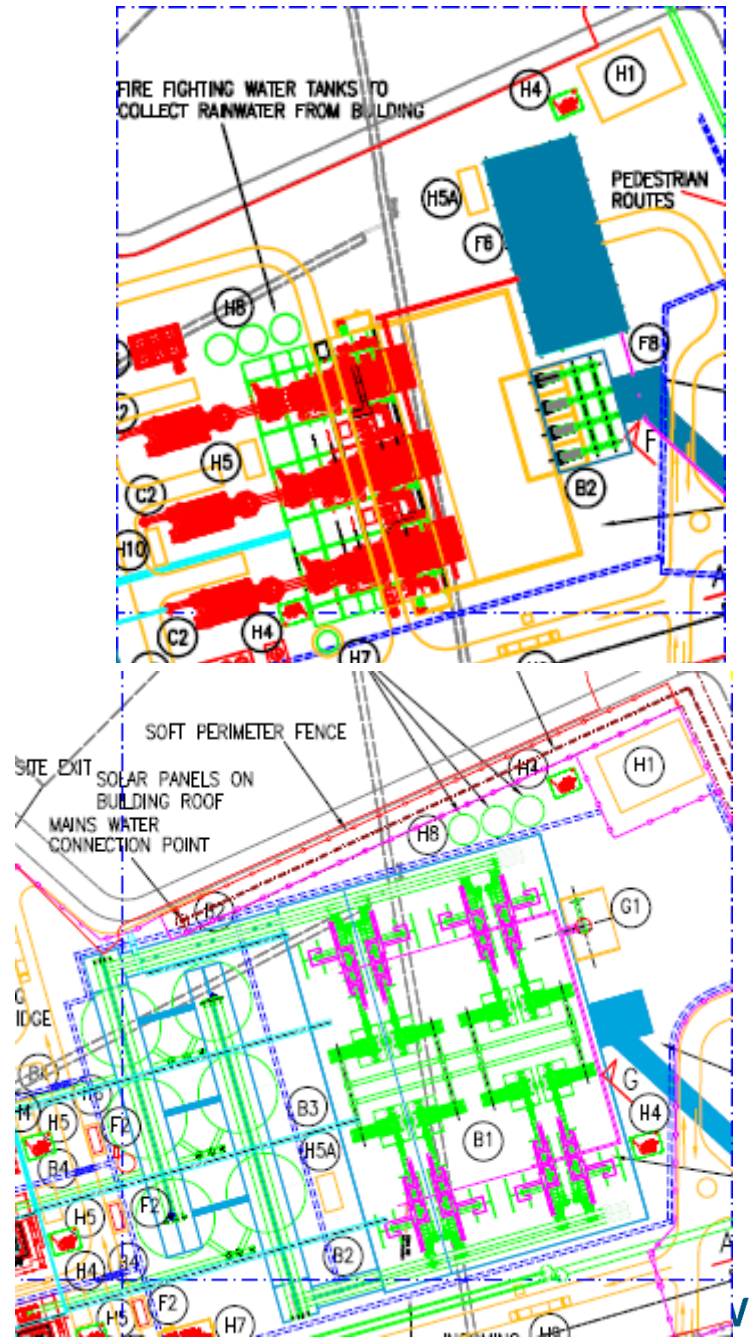 FIRE FIGHTING WATER TANKS TO
COLLECT RAINWATER FROM BUILDING
H4
H1
H5A
PEDESTRIAN
ROUTES
F6
H8
F8
H5
F
C2
B2
H10
C2
H4
H7
SOFT PERIMETER FENCE
SITE EXIT
SOLAR PANELS ON
BUILDING ROOF
MAINS WATER
CONNECTION POINT
H4
H1
H8
G1
B3
G
H4
H5
F2
B1
B4
H5A
H5
F2
H4
B4
B2
A
H5
F2
H7